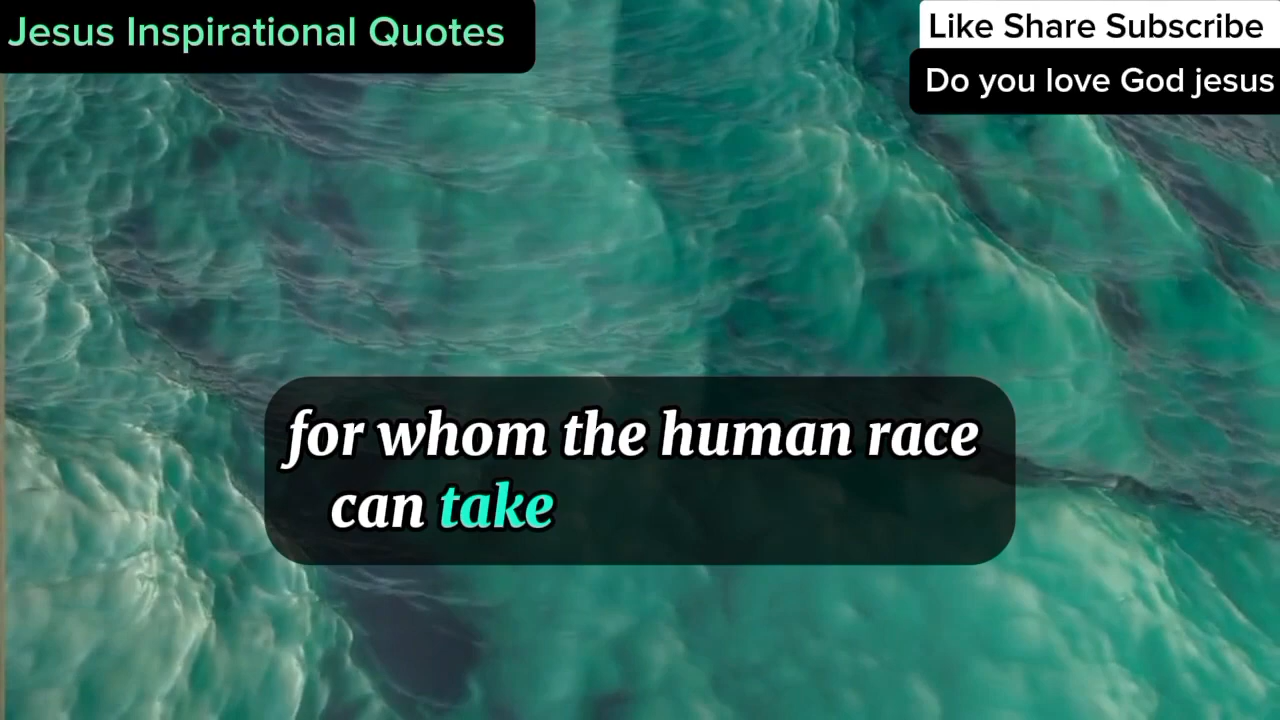 Jesus Inspirational Quotes
Like Share Subscribe
Do you love God jesus
for whom the human race
can take